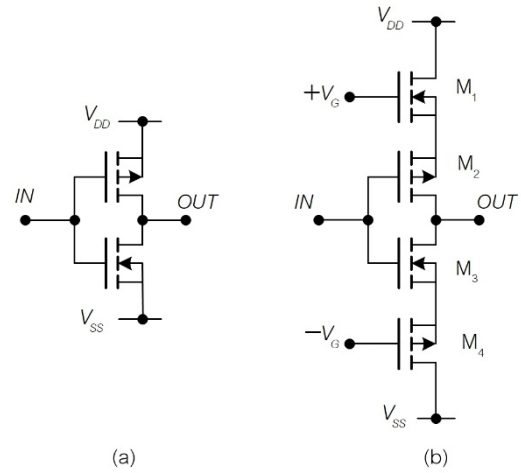 V_DD
IN
OUT
V_SS
(a)
V_DD
+V_G
M_1
M_2
IN
OUT
M_3
−V_G
M_4
V_SS
(b)